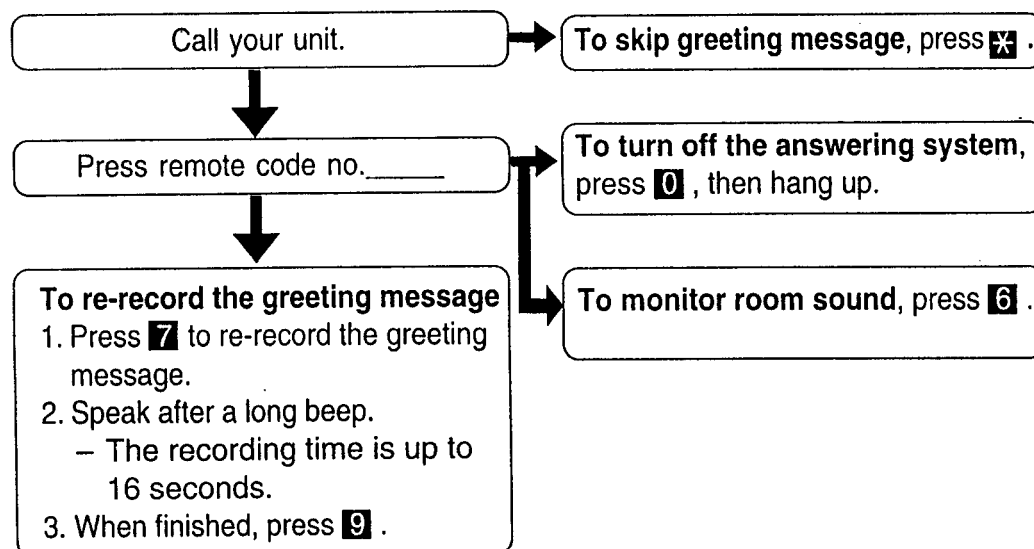 Call your unit.
To skip greeting message, press * .
Press remote code no._____
To turn off the answering system,
press 0 , then hang up.
To re-record the greeting message
1. Press 7 to re-record the greeting
message.
2. Speak after a long beep.
– The recording time is up to
16 seconds.
3. When finished, press 9 .
To monitor room sound, press 6 .